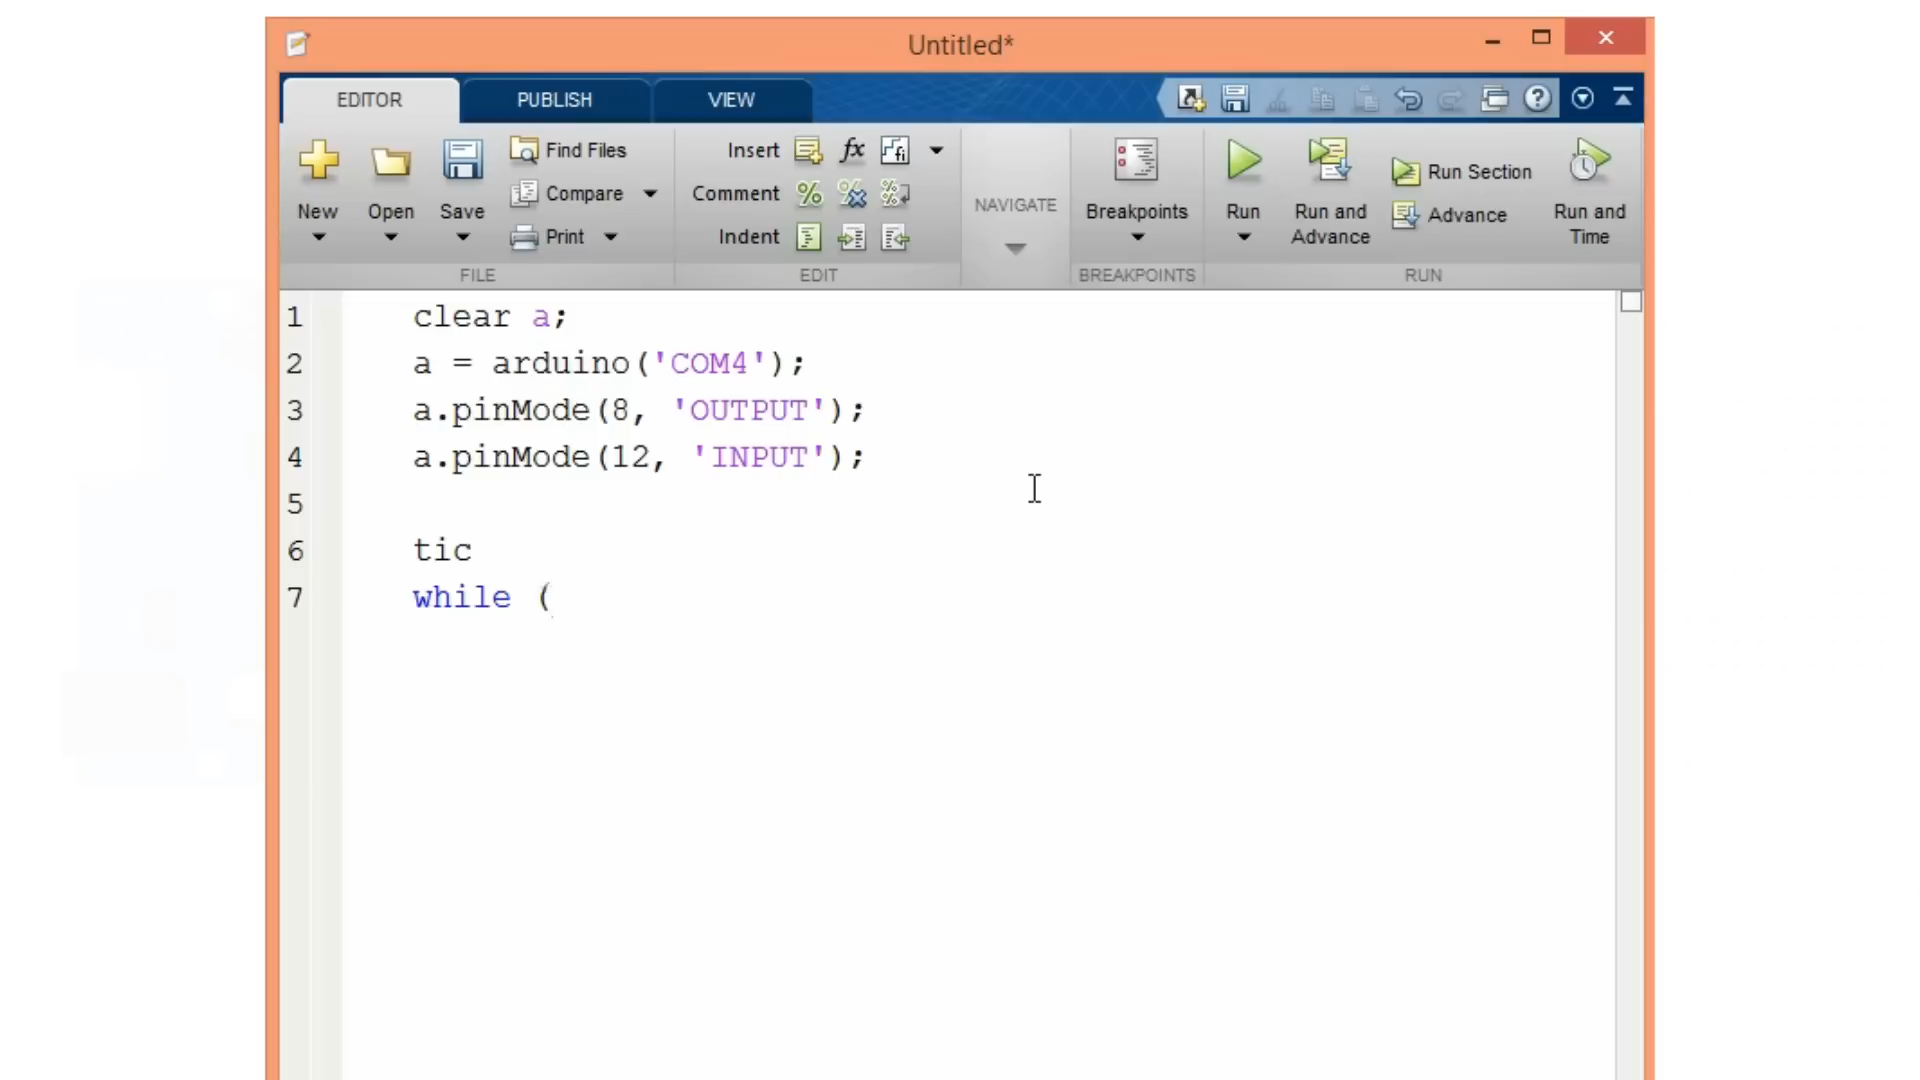 Untitled*
EDITOR PUBLISH VIEW
New
Open
Save
Find Files
Compare
Print
FILE
Insert fx
Comment
Indent
EDIT
NAVIGATE
Breakpoints
BREAKPOINTS
Run
Run and
Advance
Run Section
Advance
Run and
Time
RUN
1 clear a;
2 a = arduino('COM4');
3 a.pinMode(8, 'OUTPUT');
4 a.pinMode(12, 'INPUT');
5
6 tic
7 while (